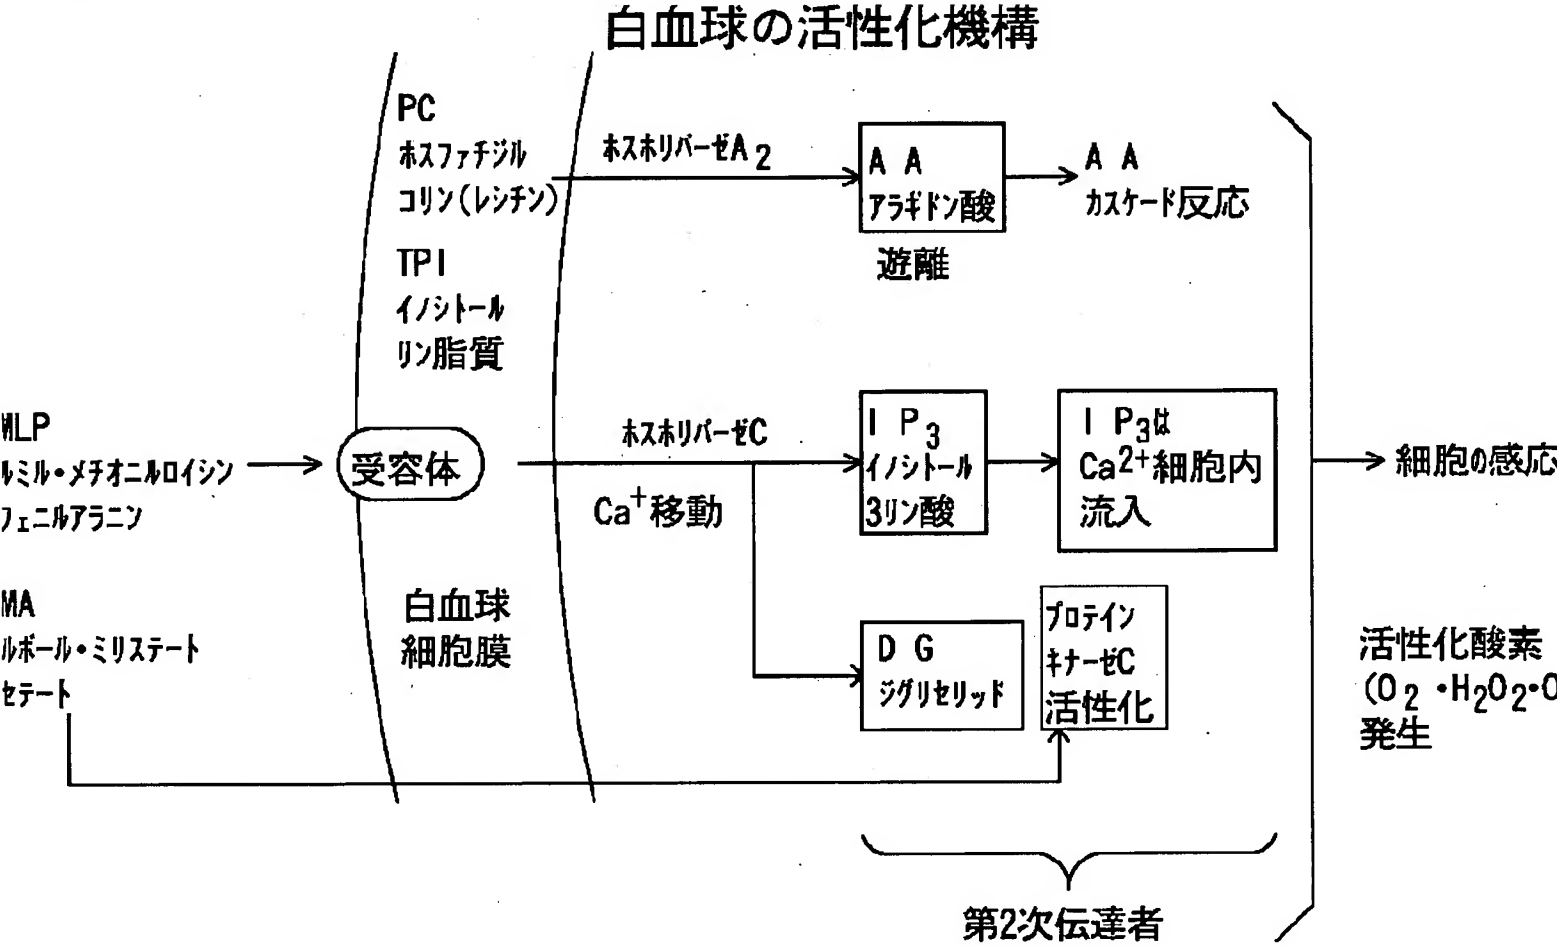 白血球の活性化機構
PC
ホスファチジル
コリン(レシチン)
ホスホリパーゼA2
A A
アラギドン酸
遊離
A A
カスケード反応
TPI
イノシトール
リン脂質
MLP
ルミル・メチオニルロイシン
フェニルアラニン
受容体
ホスホリパーゼC
Ca+移動
I P3
イノシトール
3リン酸
I P3は
Ca2+細胞内
流入
細胞の感応
MA
ルボール・ミリステート
セテート
白血球
細胞膜
D G
ジグリセリッド
プロテイン
キナーゼC
活性化
活性化酸素
(O2・H2O2・O
発生
第2次伝達者